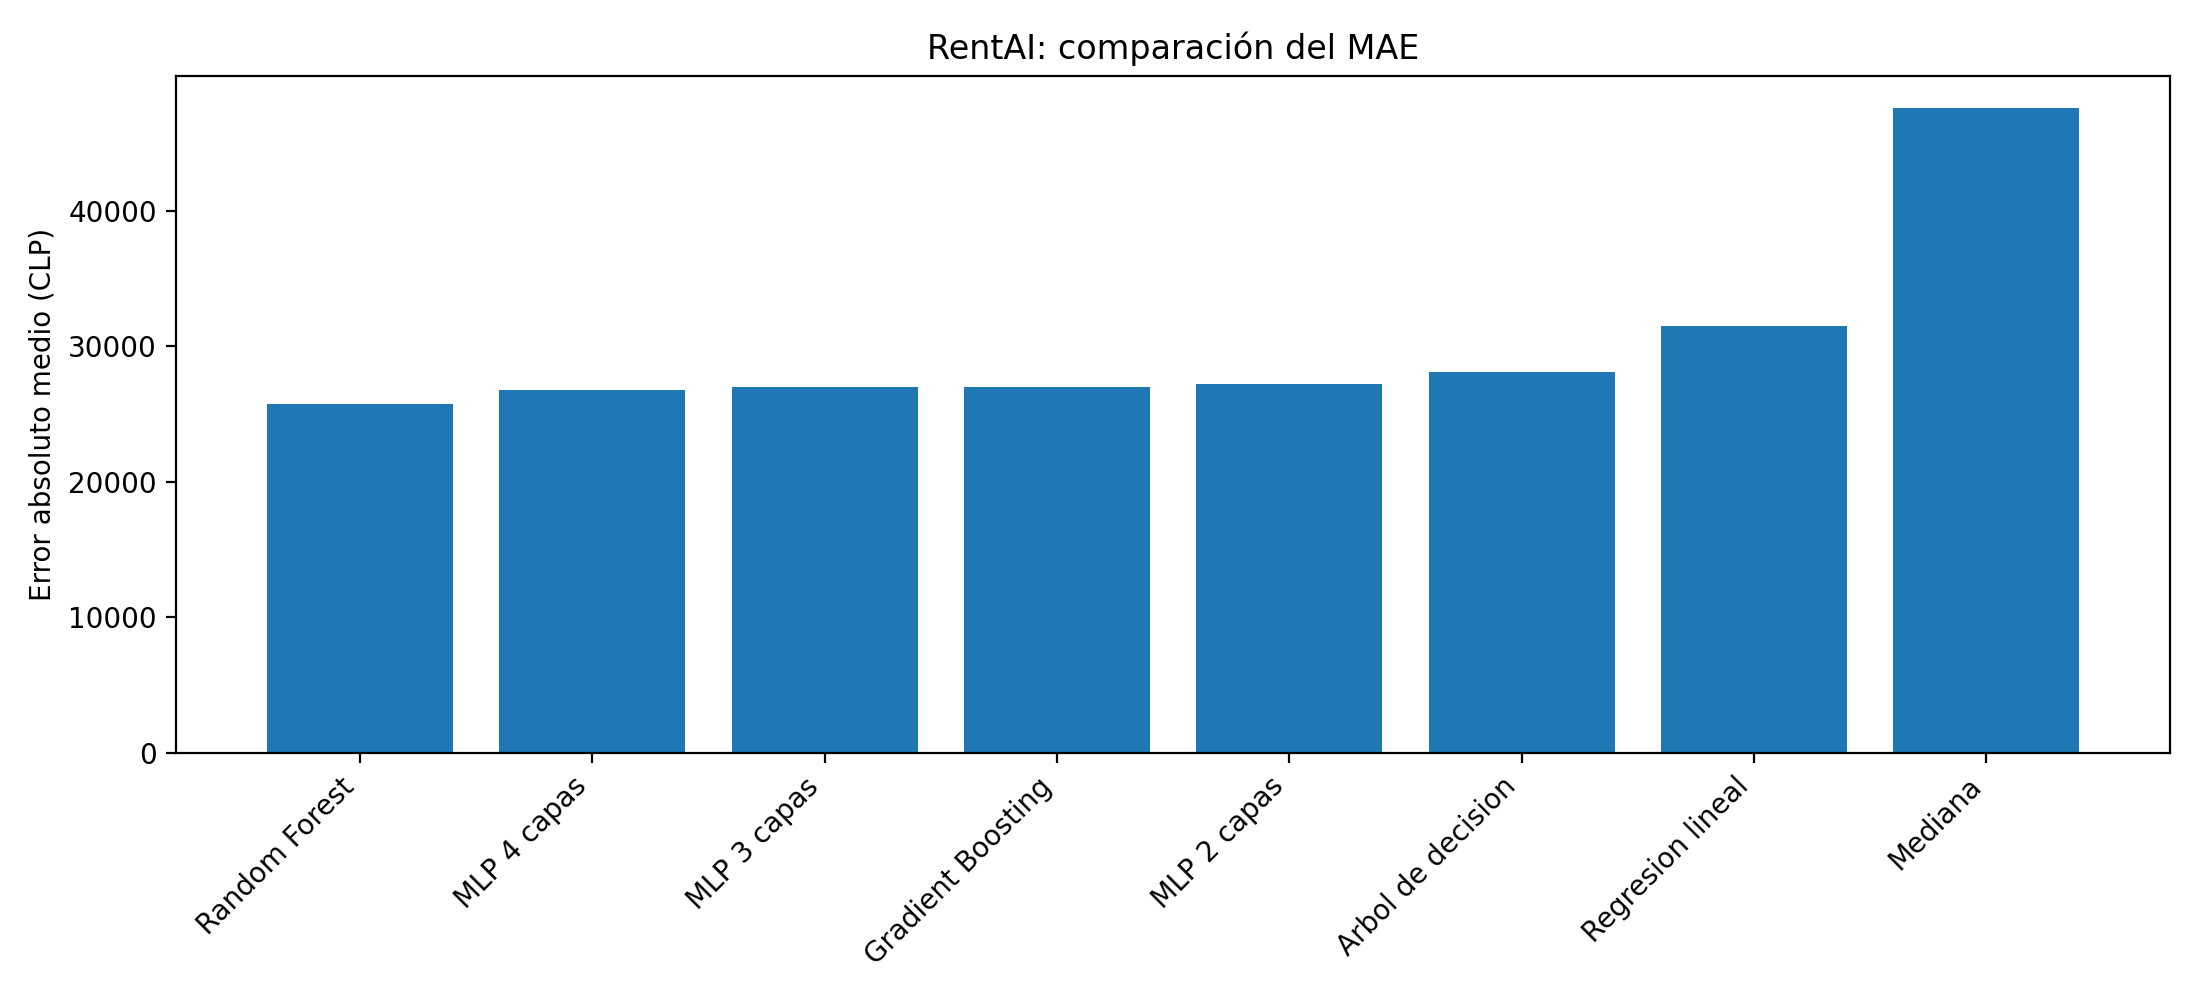 RentAI: comparación del MAE
Error absoluto medio (CLP)
40000
30000
20000
10000
0
Random Forest
MLP 4 capas
MLP 3 capas
Gradient Boosting
MLP 2 capas
Arbol de decision
Regresion lineal
Mediana